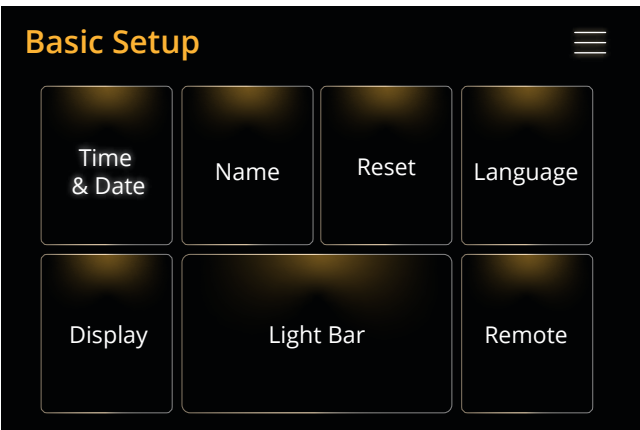 Basic Setup
Time
& Date
Name
Reset
Language
Display
Light Bar
Remote